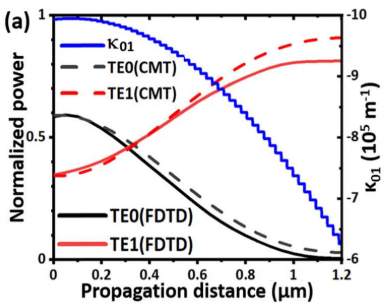 (a)
κ₀₁
TE0(CMT)
TE1(CMT)
TE0(FDTD)
TE1(FDTD)
Normalized power
1
0.5
0
0 0.2 0.4 0.6 0.8 1.0 1.2
Propagation distance (μm)
-10
-9
-8
-7
-6
κ₀₁ (10⁵ m⁻¹)